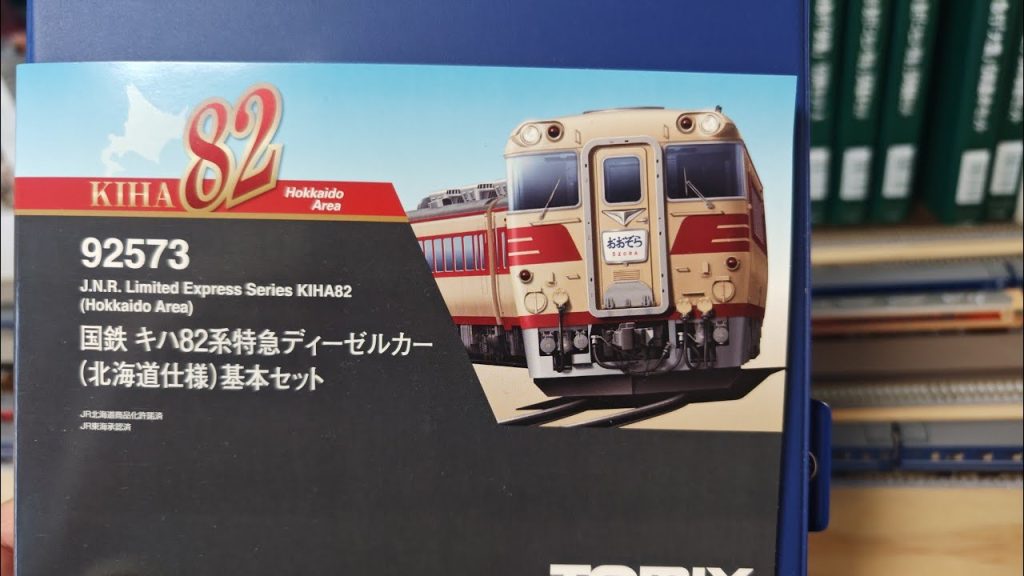 KIHA 82
Hokkaido
Area
92573
J.N.R. Limited Express Series KIHA82
(Hokkaido Area)
国鉄 キハ82系特急ディーゼルカー
(北海道仕様)基本セット
JR北海道商品化許諾済
JR東海承認済
おおぞら
OZORA
TOMIX